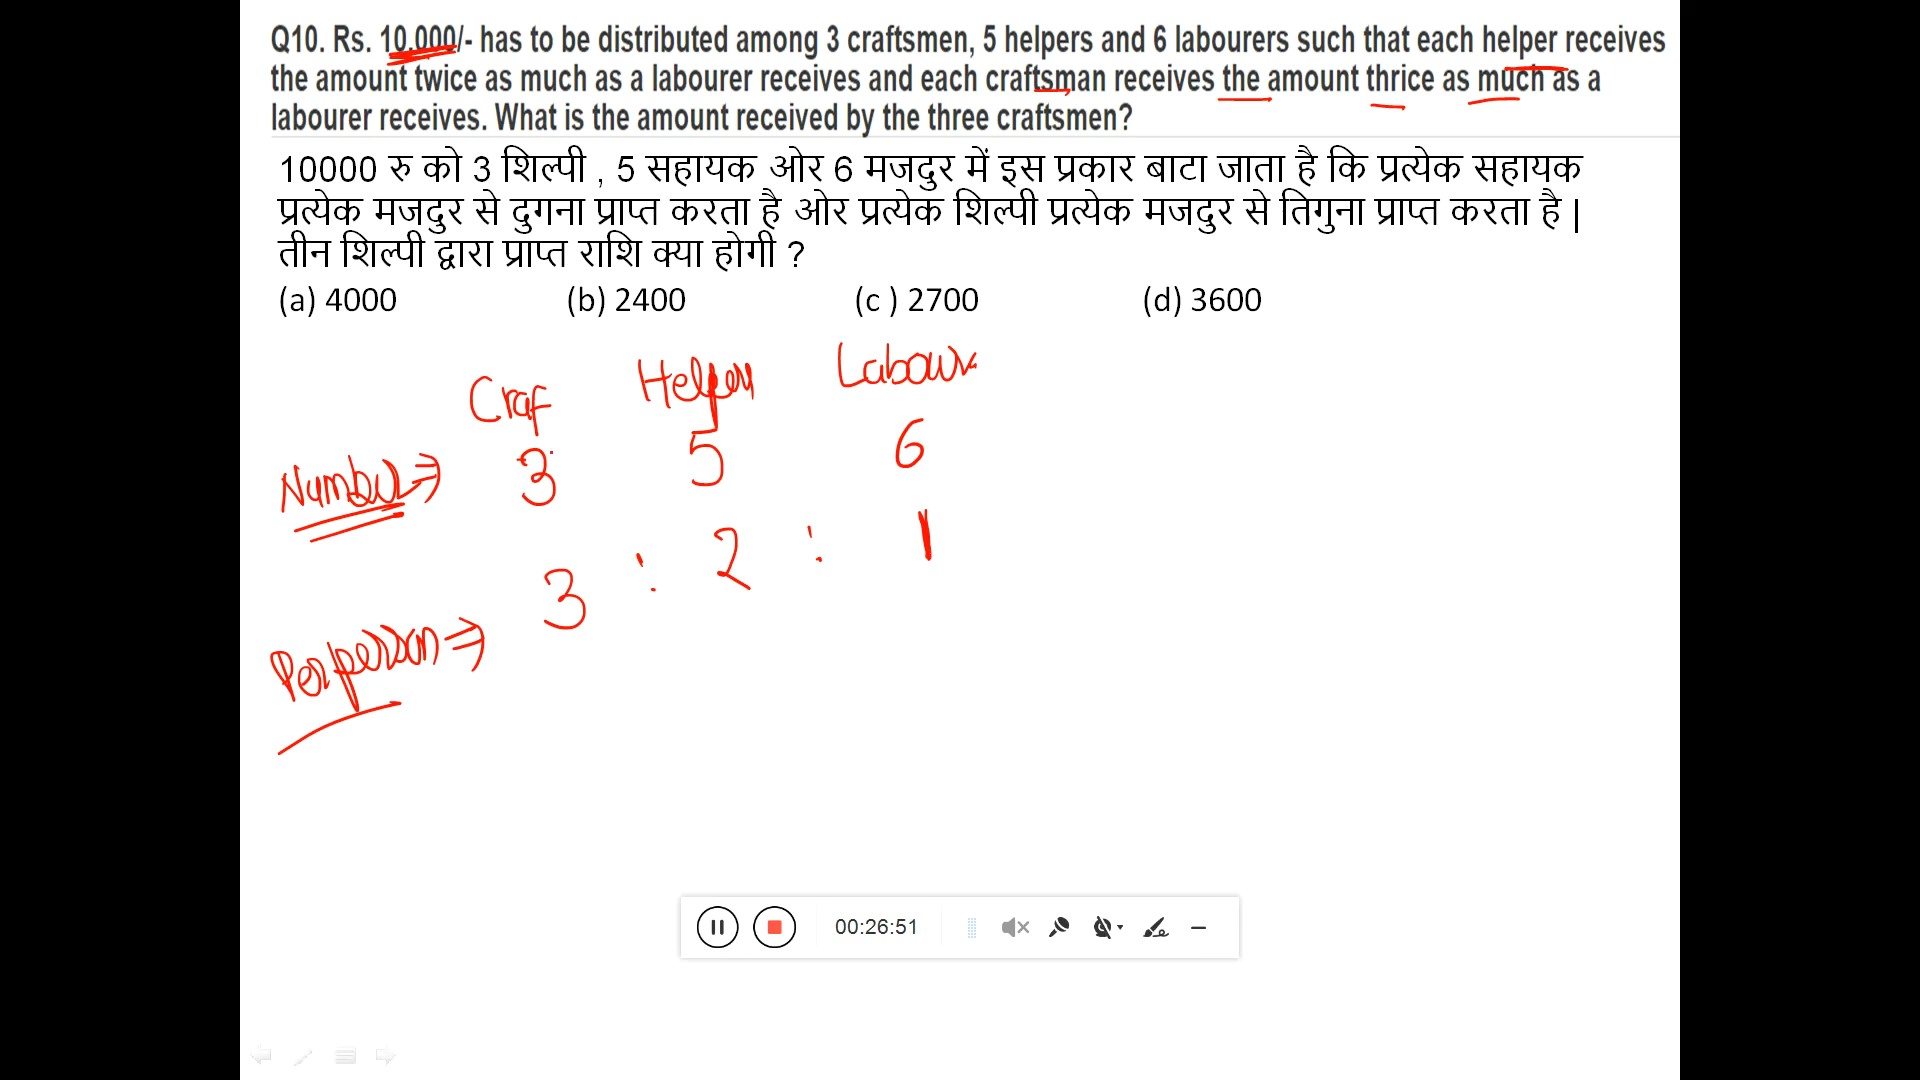 Q10. Rs. 10,000/- has to be distributed among 3 craftsmen, 5 helpers and 6 labourers such that each helper receives
the amount twice as much as a labourer receives and each craftsman receives the amount thrice as much as a
labourer receives. What is the amount received by the three craftsmen?
10000 रु को 3 शिल्पी , 5 सहायक ओर 6 मजदुर में इस प्रकार बाटा जाता है कि प्रत्येक सहायक
प्रत्येक मजदुर से दुगना प्राप्त करता है ओर प्रत्येक शिल्पी प्रत्येक मजदुर से तिगुना प्राप्त करता है |
तीन शिल्पी द्वारा प्राप्त राशि क्या होगी ?
(a) 4000 (b) 2400 (c ) 2700 (d) 3600
Craf Helper Labour
Number ⇒ 3 5 6
Per person ⇒ 3 : 2 : 1
00:26:51